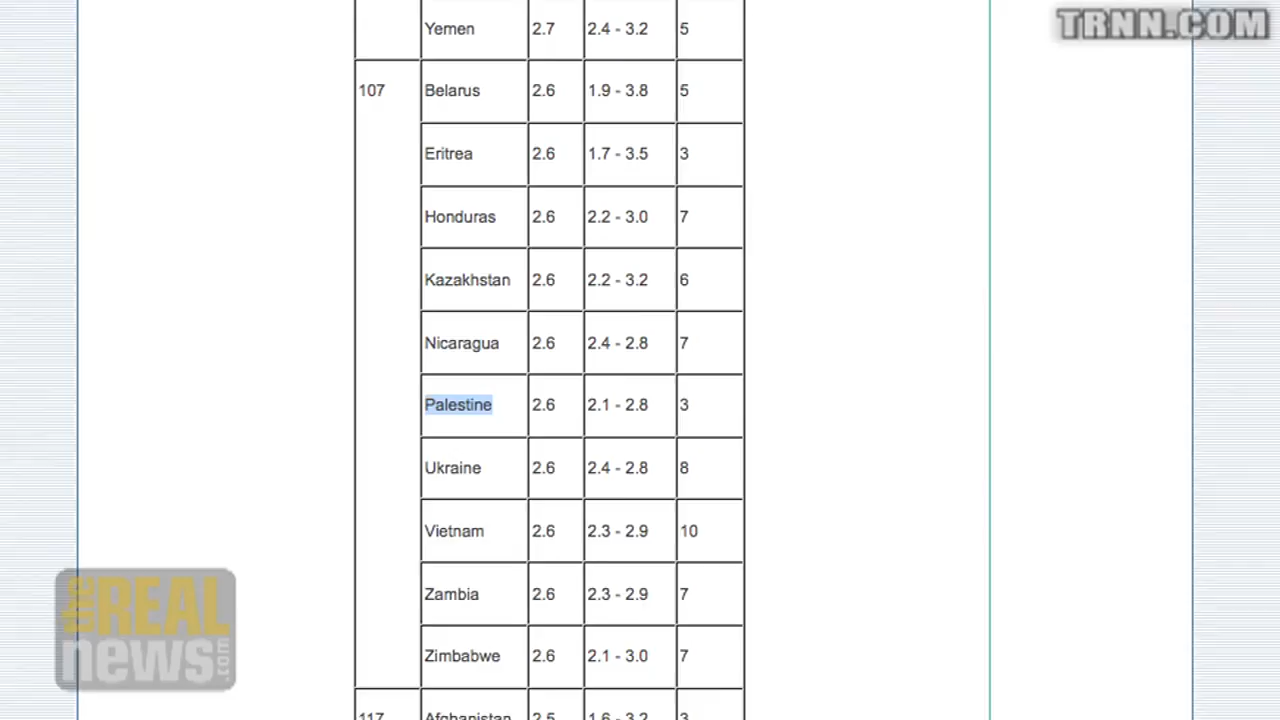 TRNN.COM
Yemen 2.7 2.4 - 3.2 5
107 Belarus 2.6 1.9 - 3.8 5
Eritrea 2.6 1.7 - 3.5 3
Honduras 2.6 2.2 - 3.0 7
Kazakhstan 2.6 2.2 - 3.2 6
Nicaragua 2.6 2.4 - 2.8 7
Palestine 2.6 2.1 - 2.8 3
Ukraine 2.6 2.4 - 2.8 8
Vietnam 2.6 2.3 - 2.9 10
Zambia 2.6 2.3 - 2.9 7
Zimbabwe 2.6 2.1 - 3.0 7
117 Afghanistan 2.5 1.6 - 3.2 3
the REAL
news.com